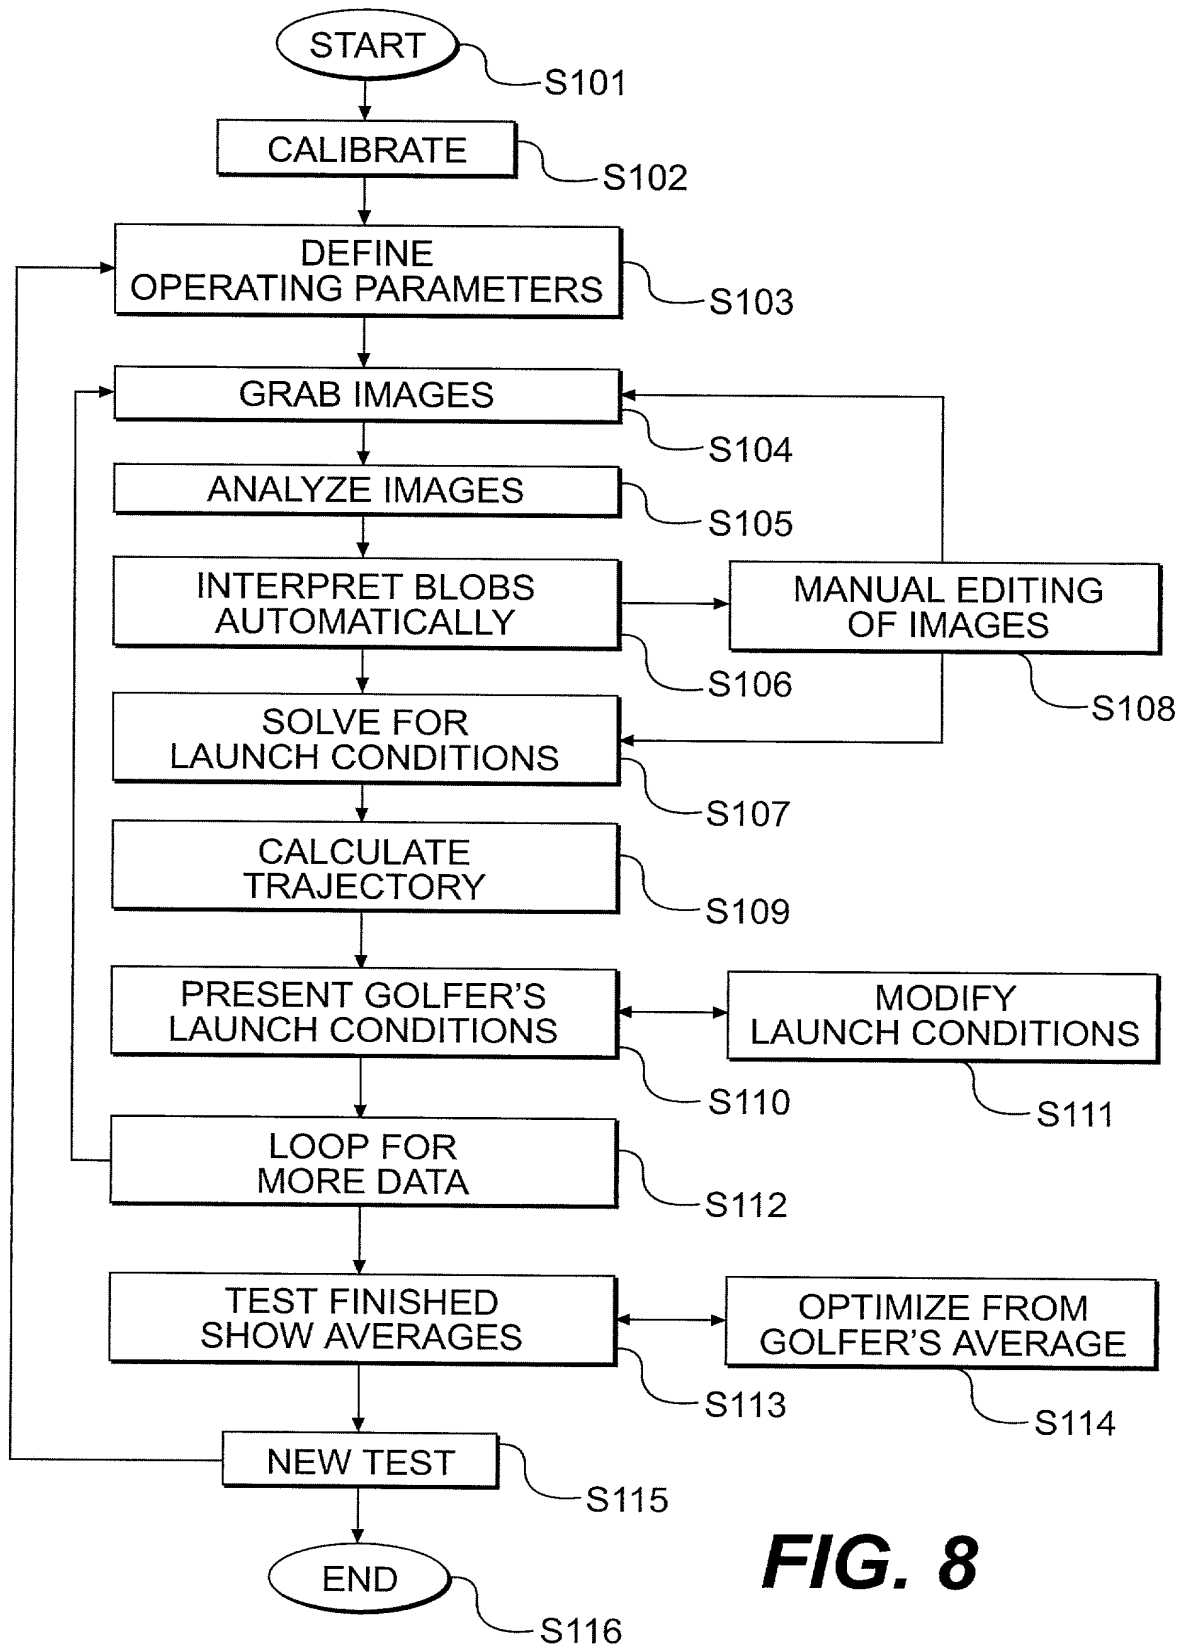 START
S101
CALIBRATE
S102
DEFINE
OPERATING PARAMETERS
S103
GRAB IMAGES
S104
ANALYZE IMAGES
S105
INTERPRET BLOBS
AUTOMATICALLY
S106
MANUAL EDITING
OF IMAGES
S108
SOLVE FOR
LAUNCH CONDITIONS
S107
CALCULATE
TRAJECTORY
S109
PRESENT GOLFER'S
LAUNCH CONDITIONS
S110
MODIFY
LAUNCH CONDITIONS
S111
LOOP FOR
MORE DATA
S112
TEST FINISHED
SHOW AVERAGES
S113
OPTIMIZE FROM
GOLFER'S AVERAGE
S114
NEW TEST
S115
END
S116
FIG. 8